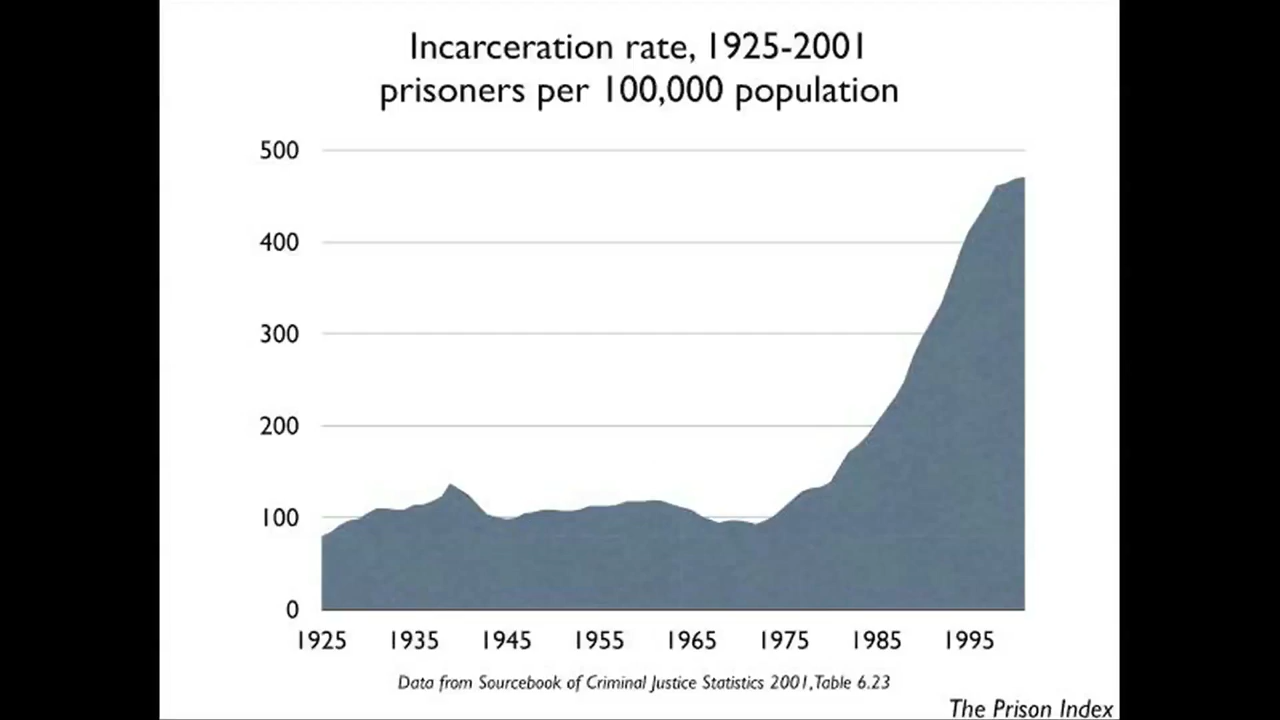 Incarceration rate, 1925-2001
prisoners per 100,000 population
500
400
300
200
100
0
1925 1935 1945 1955 1965 1975 1985 1995
Data from Sourcebook of Criminal Justice Statistics 2001,Table 6.23
The Prison Index